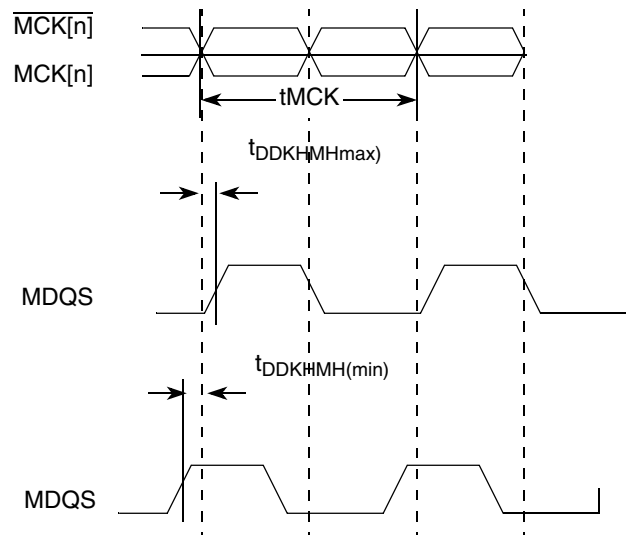 MCK[n]
MCK[n]
tMCK
tDDKHMHmax)
MDQS
tDDKHMH(min)
MDQS